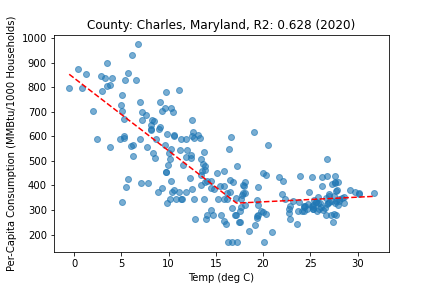 County: Charles, Maryland, R2: 0.628 (2020)
Per-Capita Consumption (MMBtu/1000 Households)
1000
900
800
700
600
500
400
300
200
0 5 10 15 20 25 30
Temp (deg C)